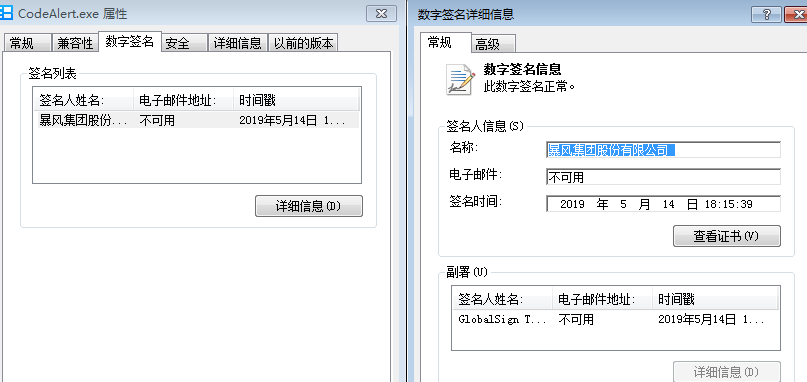 CodeAlert.exe 属性
常规 兼容性 数字签名 安全 详细信息 以前的版本
签名列表
签名人姓名: 电子邮件地址: 时间戳
暴风集团股份... 不可用 2019年5月14日 1...
详细信息(D)
数字签名详细信息
常规 高级
数字签名信息
此数字签名正常。
签名人信息(S)
名称: 暴风集团股份有限公司
电子邮件: 不可用
签名时间: 2019 年 5 月 14 日 18:15:39
查看证书(V)
副署(U)
签名人姓名: 电子邮件地址: 时间戳
GlobalSign T... 不可用 2019年5月14日 1...
详细信息(D)